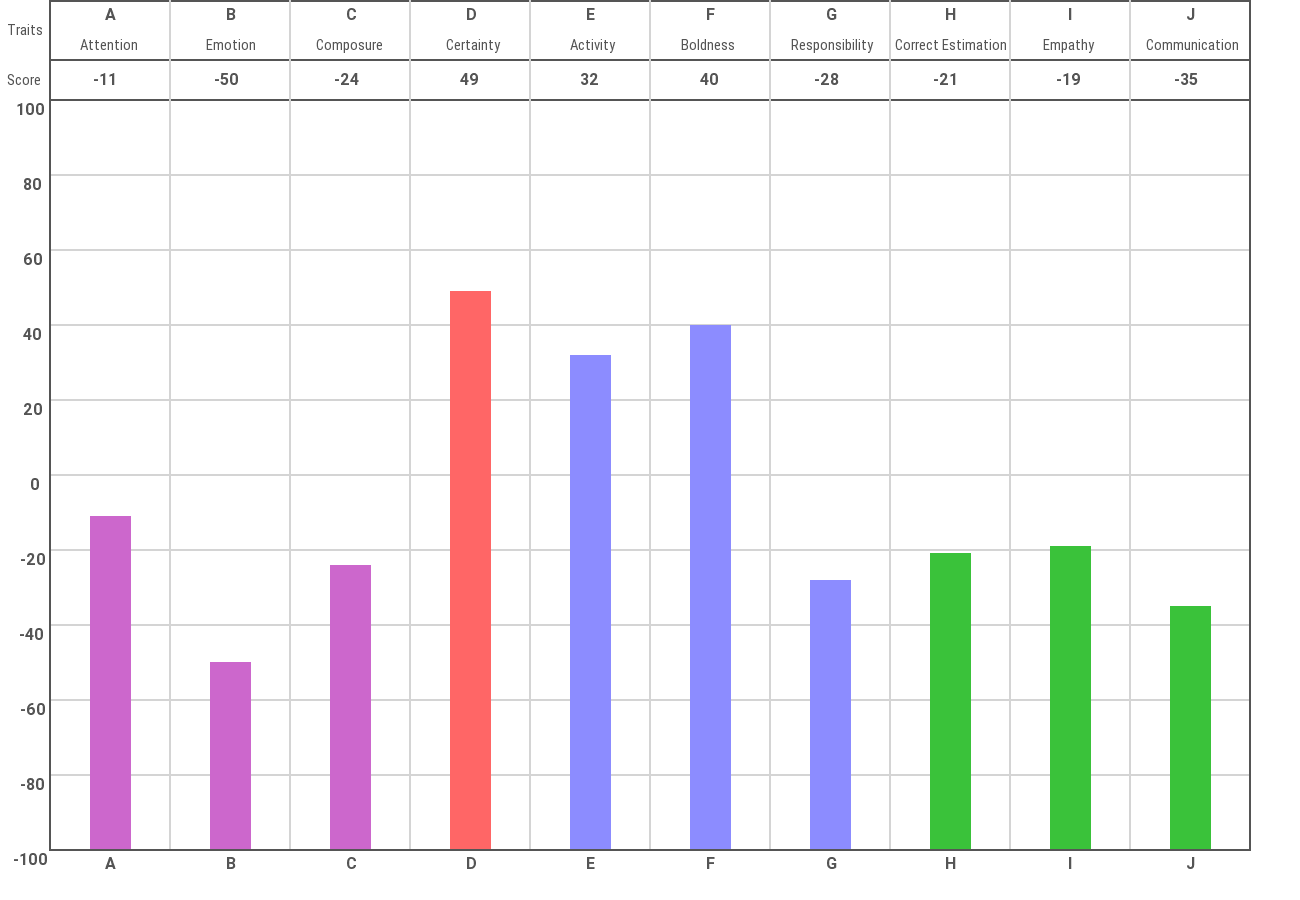 A B C D E F G H I J
Traits
Attention Emotion Composure Certainty Activity Boldness Responsibility Correct Estimation Empathy Communication
Score -11 -50 -24 49 32 40 -28 -21 -19 -35
100
80
60
40
20
0
-20
-40
-60
-80
-100
A B C D E F G H I J